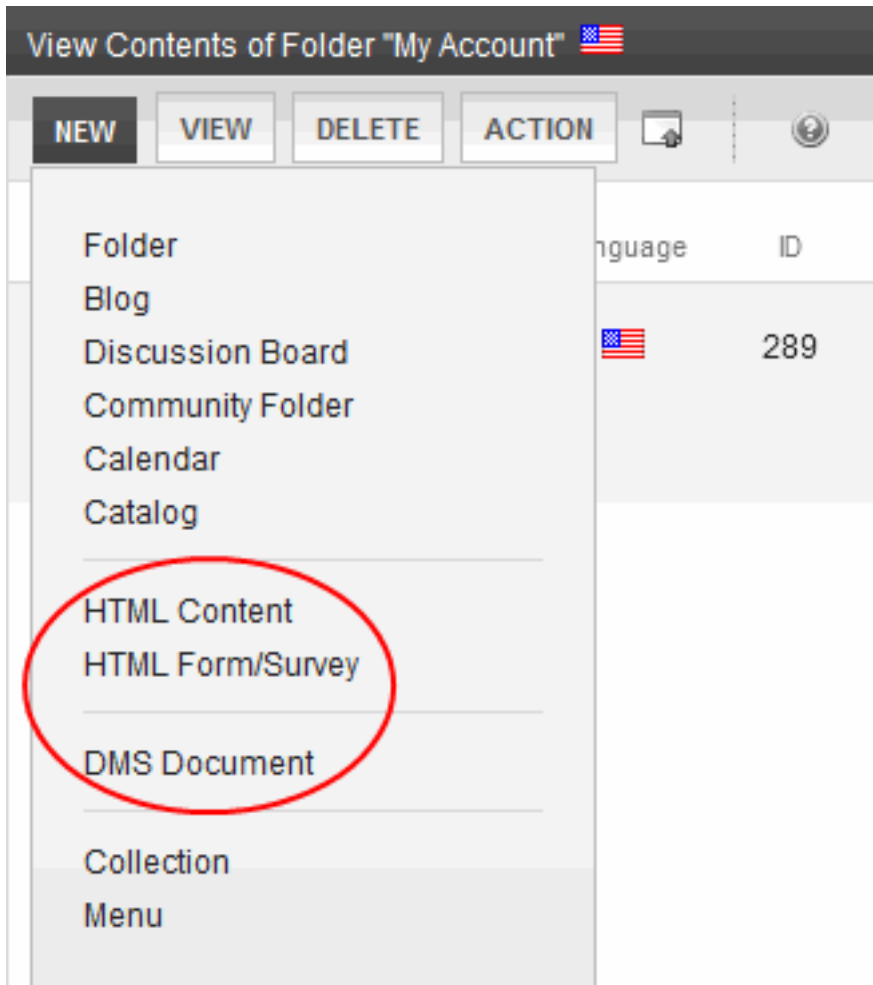 View Contents of Folder "My Account"
NEW VIEW DELETE ACTION
Folder
nguage ID
Blog
Discussion Board
289
Community Folder
Calendar
Catalog
HTML Content
HTML Form/Survey
DMS Document
Collection
Menu